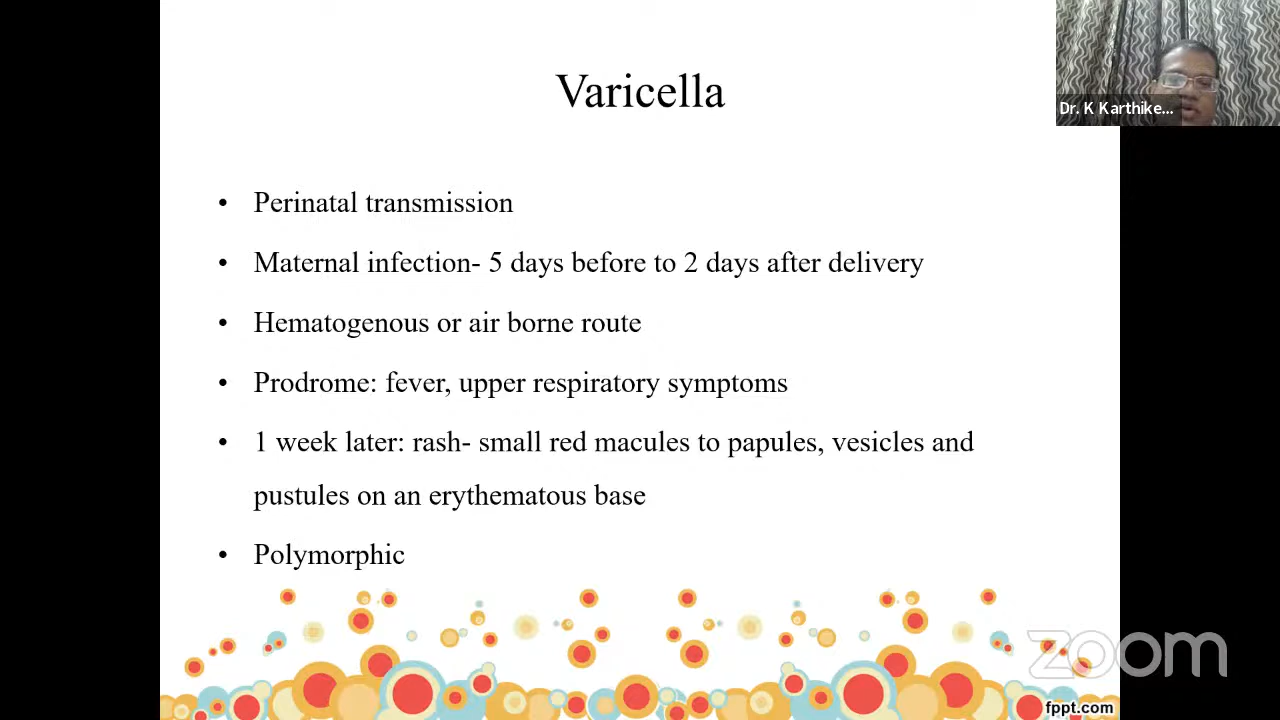 Varicella
Dr. K Karthike...
• Perinatal transmission
• Maternal infection- 5 days before to 2 days after delivery
• Hematogenous or air borne route
• Prodrome: fever, upper respiratory symptoms
• 1 week later: rash- small red macules to papules, vesicles and
pustules on an erythematous base
• Polymorphic
zoom
fppt.com